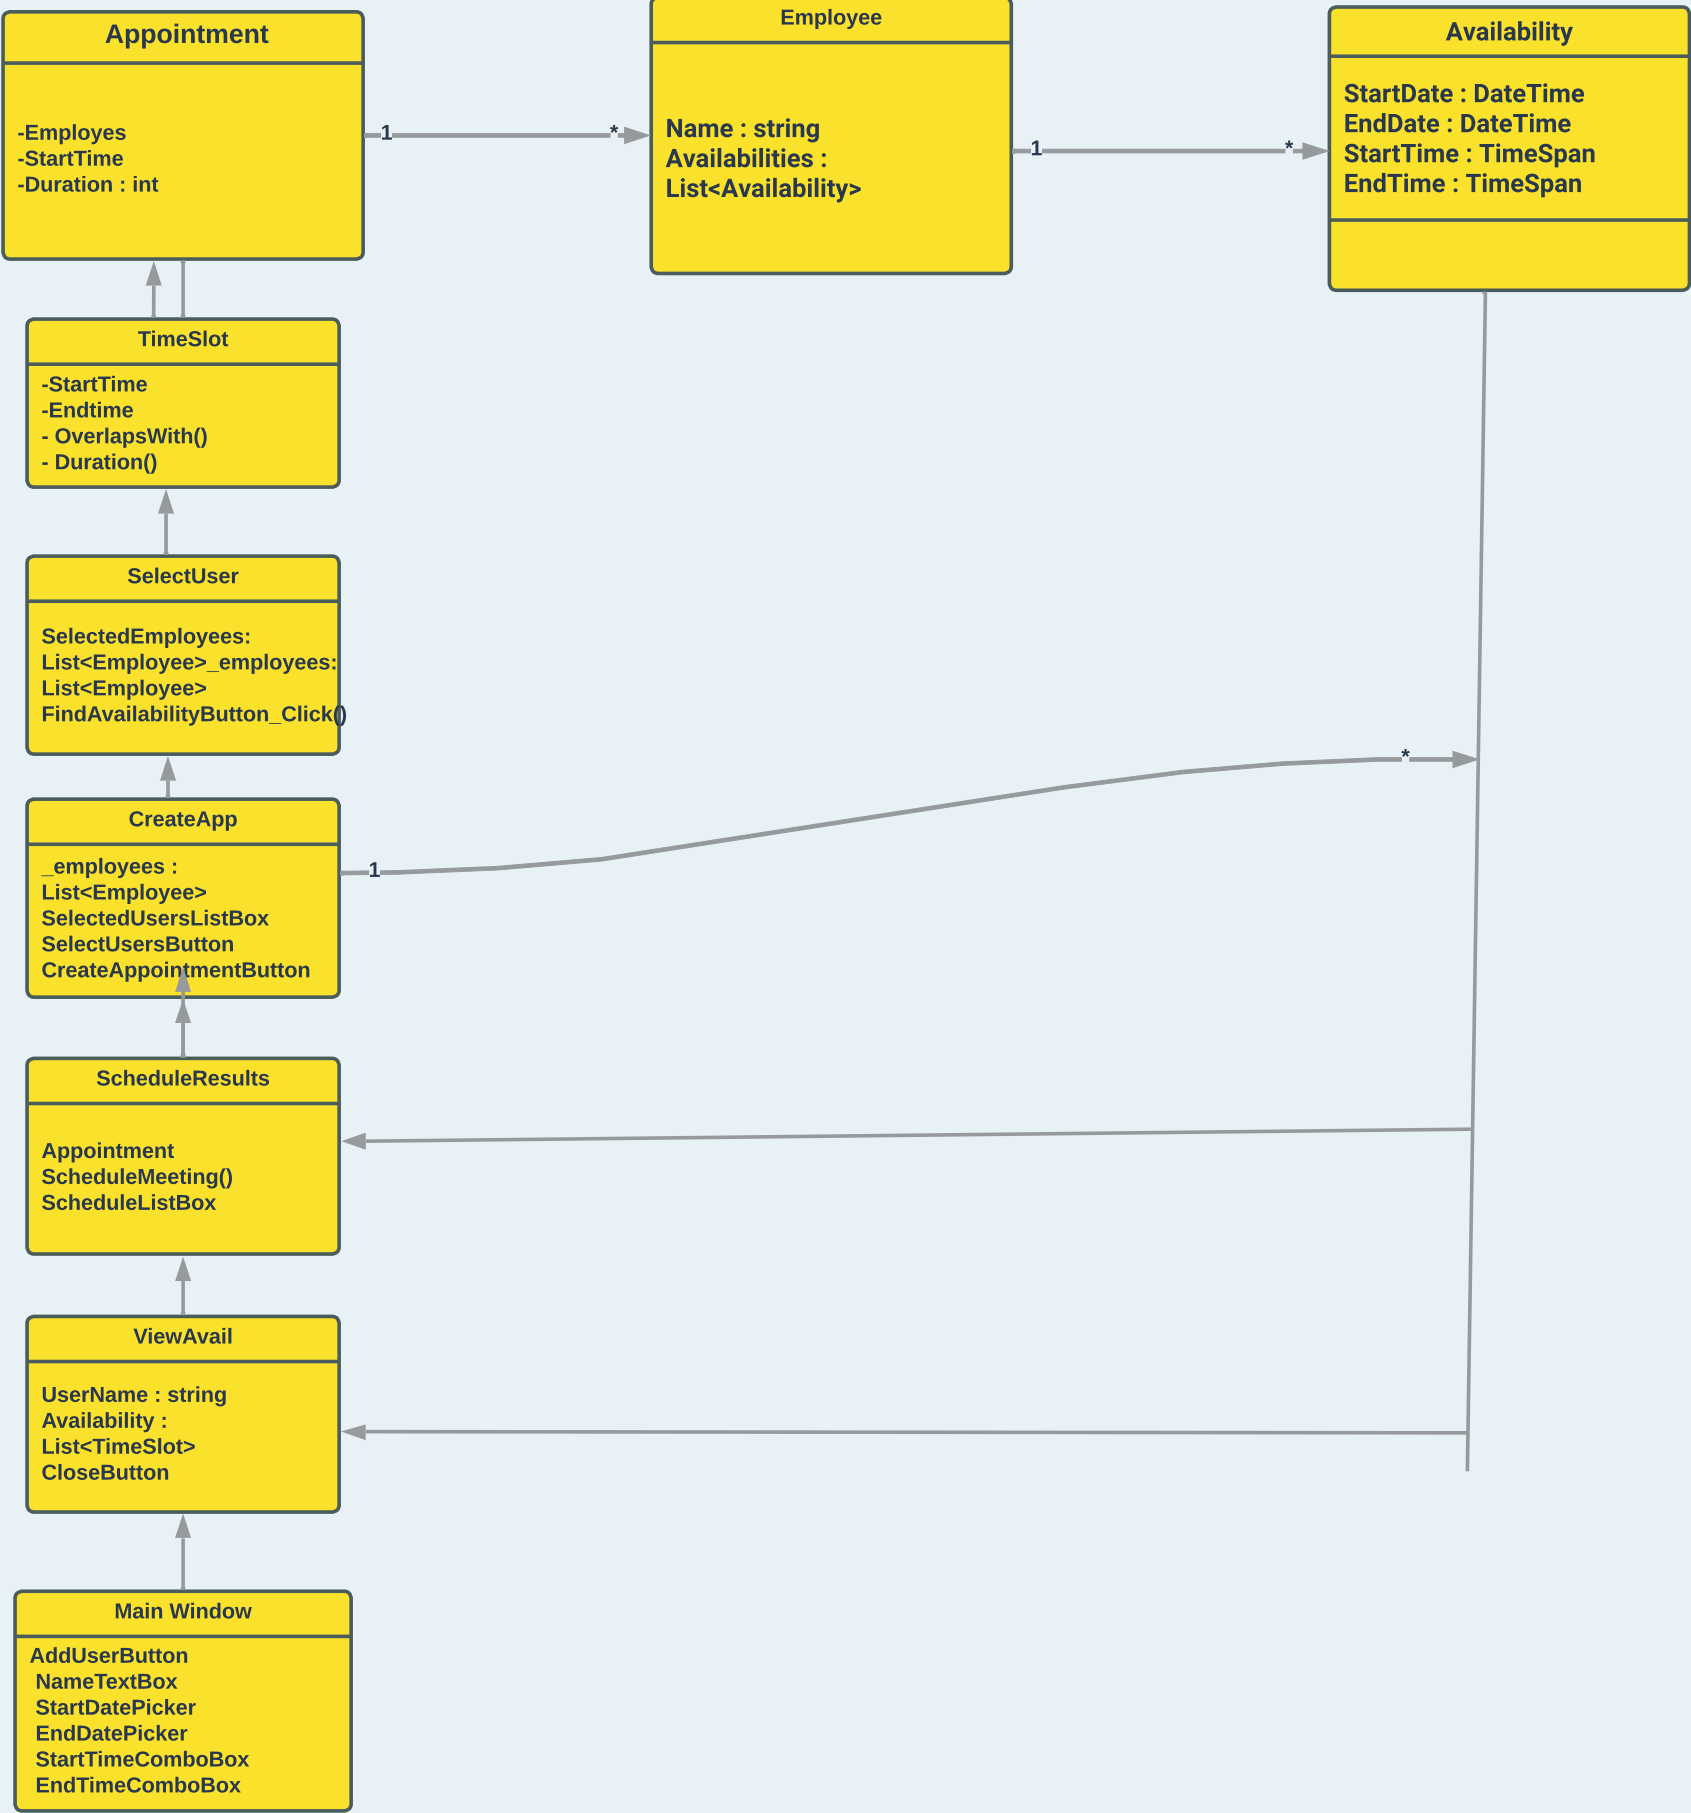 Appointment
-Employes
-StartTime
-Duration : int
1
*
Employee
Name : string
Availabilities :
List<Availability>
1
*
Availability
StartDate : DateTime
EndDate : DateTime
StartTime : TimeSpan
EndTime : TimeSpan
TimeSlot
-StartTime
-Endtime
- OverlapsWith()
- Duration()
SelectUser
SelectedEmployees:
List<Employee>_employees:
List<Employee>
FindAvailabilityButton_Click()
CreateApp
_employees :
List<Employee>
SelectedUsersListBox
SelectUsersButton
CreateAppointmentButton
1
*
ScheduleResults
Appointment
ScheduleMeeting()
ScheduleListBox
ViewAvail
UserName : string
Availability :
List<TimeSlot>
CloseButton
Main Window
AddUserButton
NameTextBox
StartDatePicker
EndDatePicker
StartTimeComboBox
EndTimeComboBox